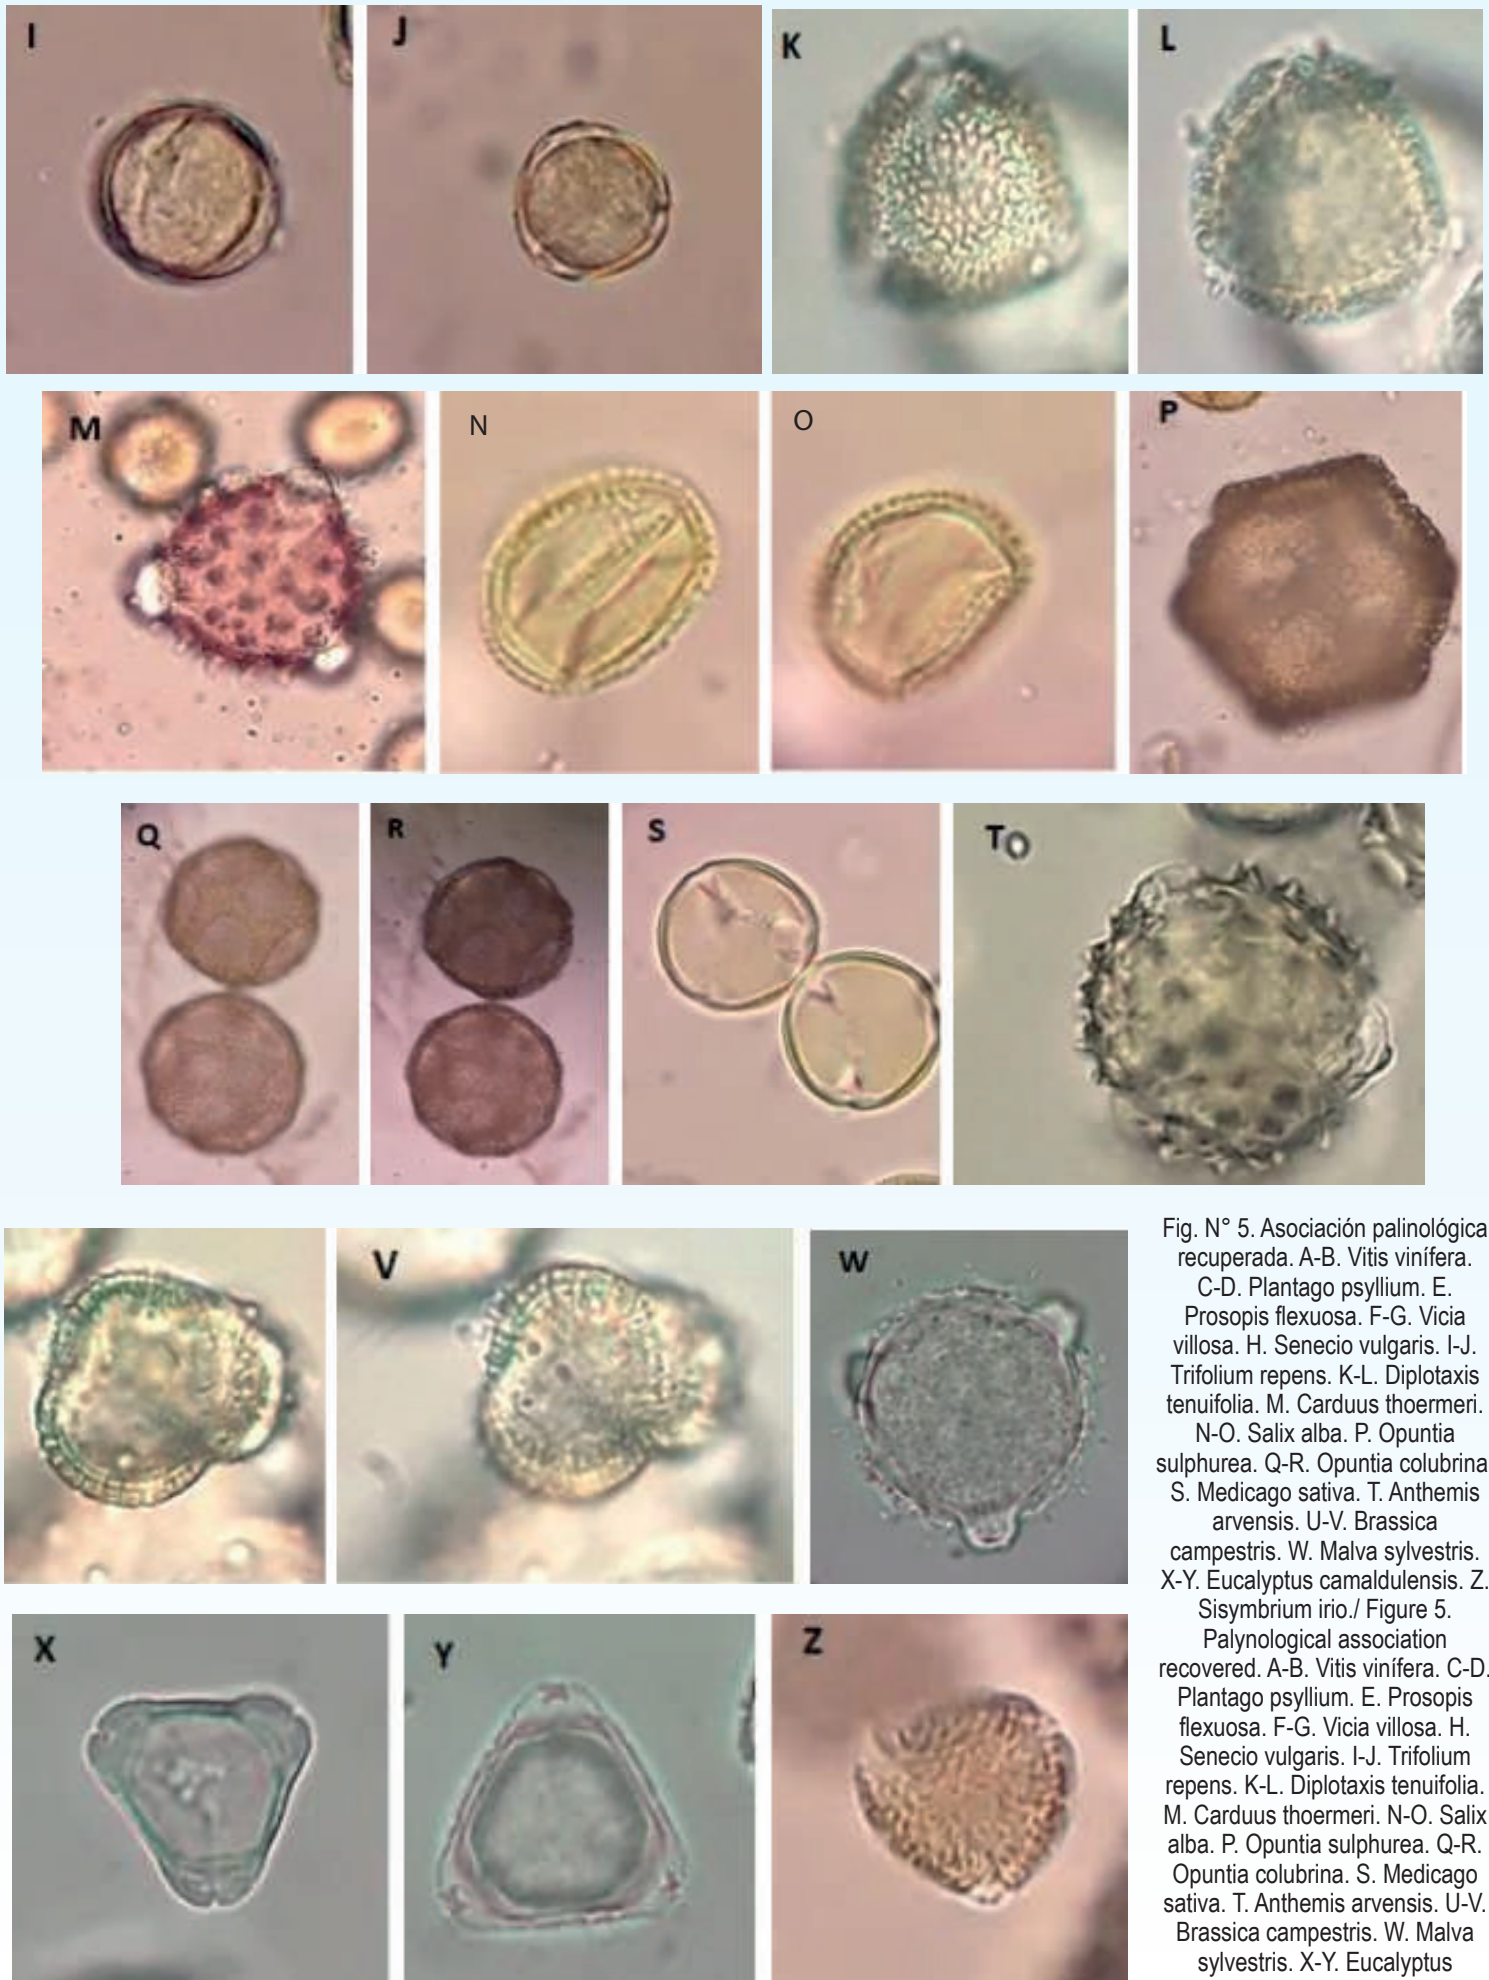 I
J
K
L
M
N
O
P
Q
R
S
T
V
W
X
Y
Z
Fig. N° 5. Asociación palinológica
recuperada. A-B. Vitis vinífera.
C-D. Plantago psyllium. E.
Prosopis flexuosa. F-G. Vicia
villosa. H. Senecio vulgaris. I-J.
Trifolium repens. K-L. Diplotaxis
tenuifolia. M. Carduus thoermeri.
N-O. Salix alba. P. Opuntia
sulphurea. Q-R. Opuntia colubrina
S. Medicago sativa. T. Anthemis
arvensis. U-V. Brassica
campestris. W. Malva sylvestris.
X-Y. Eucalyptus camaldulensis. Z.
Sisymbrium irio./ Figure 5.
Palynological association
recovered. A-B. Vitis vinífera. C-D.
Plantago psyllium. E. Prosopis
flexuosa. F-G. Vicia villosa. H.
Senecio vulgaris. I-J. Trifolium
repens. K-L. Diplotaxis tenuifolia.
M. Carduus thoermeri. N-O. Salix
alba. P. Opuntia sulphurea. Q-R.
Opuntia colubrina. S. Medicago
sativa. T. Anthemis arvensis. U-V.
Brassica campestris. W. Malva
sylvestris. X-Y. Eucalyptus